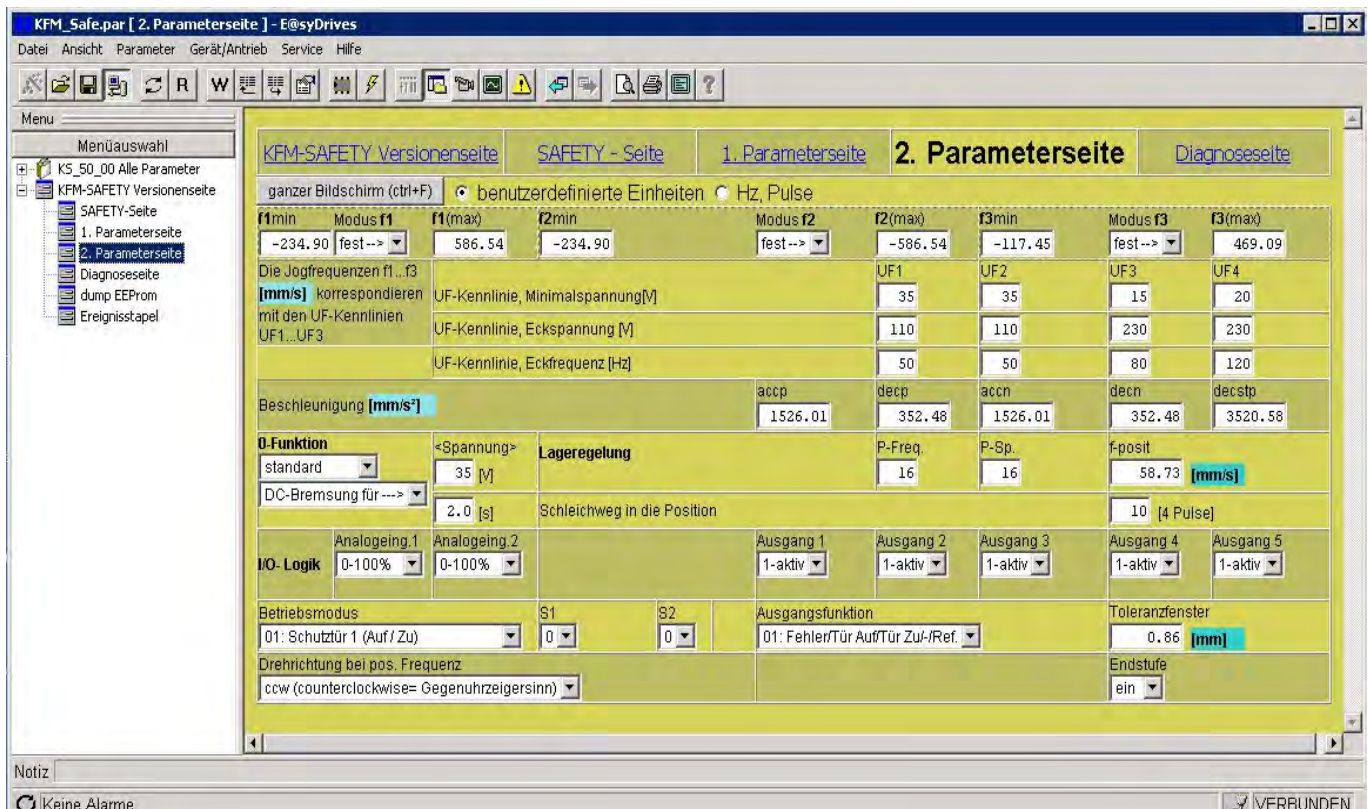 KFM_Safe.par [ 2. Parameterseite ] - E@syDrives
Datei Ansicht Parameter Gerät/Antrieb Service Hilfe
R W
Menu
Menüauswahl
KS_50_00 Alle Parameter
KFM-SAFETY Versionenseite
SAFETY-Seite
1. Parameterseite
2. Parameterseite
Diagnoseseite
dump EEProm
Ereignisstapel
KFM-SAFETY Versionenseite SAFETY - Seite 1. Parameterseite 2. Parameterseite Diagnoseseite
ganzer Bildschirm (ctrl+F) benutzerdefinierte Einheiten Hz, Pulse
f1min Modus f1 f1(max) f2min Modus f2 f2(max) f3min Modus f3 f3(max)
-234.90 fest--> 586.54 -234.90 fest--> -586.54 -117.45 fest--> 469.09
Die Jogfrequenzen f1...f3
[mm/s] korrespondieren
mit den UF-Kennlinien
UF1...UF3
UF1 UF2 UF3 UF4
UF-Kennlinie, Minimalspannung[V] 35 35 15 20
UF-Kennlinie, Eckspannung [V] 110 110 230 230
UF-Kennlinie, Eckfrequenz [Hz] 50 50 80 120
accp decp accn decn decstp
Beschleunigung [mm/s²] 1526.01 352.48 1526.01 352.48 3520.58
0-Funktion <Spannung> Lageregelung P-Freq. P-Sp. f-posit
standard 35 [V] 16 16 58.73 [mm/s]
DC-Bremsung für --->
2.0 [s] Schleichweg in die Position 10 [4 Pulse]
Analogeing.1 Analogeing.2 Ausgang 1 Ausgang 2 Ausgang 3 Ausgang 4 Ausgang 5
I/O- Logik 0-100% 0-100% 1-aktiv 1-aktiv 1-aktiv 1-aktiv 1-aktiv
Betriebsmodus S1 S2 Ausgangsfunktion Toleranzfenster
01: Schutztür 1 (Auf / Zu) 0 0 01: Fehler/Tür Auf/Tür Zu/-/Ref. 0.86 [mm]
Drehrichtung bei pos. Frequenz Endstufe
ccw (counterclockwise= Gegenuhrzeigersinn) ein
Notiz
Keine Alarme VERBUNDEN